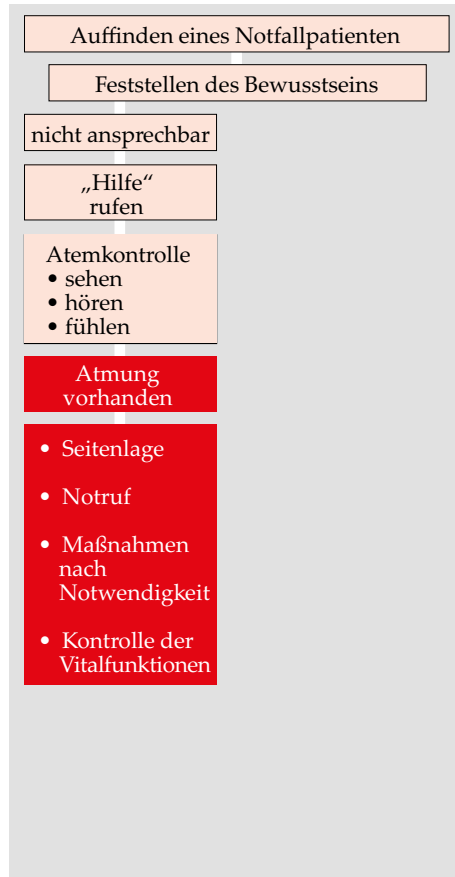 Auffinden eines Notfallpatienten
Feststellen des Bewusstseins
nicht ansprechbar
„Hilfe“
rufen
Atemkontrolle
• sehen
• hören
• fühlen
Atmung
vorhanden
• Seitenlage
• Notruf
• Maßnahmen
nach
Notwendigkeit
• Kontrolle der
Vitalfunktionen